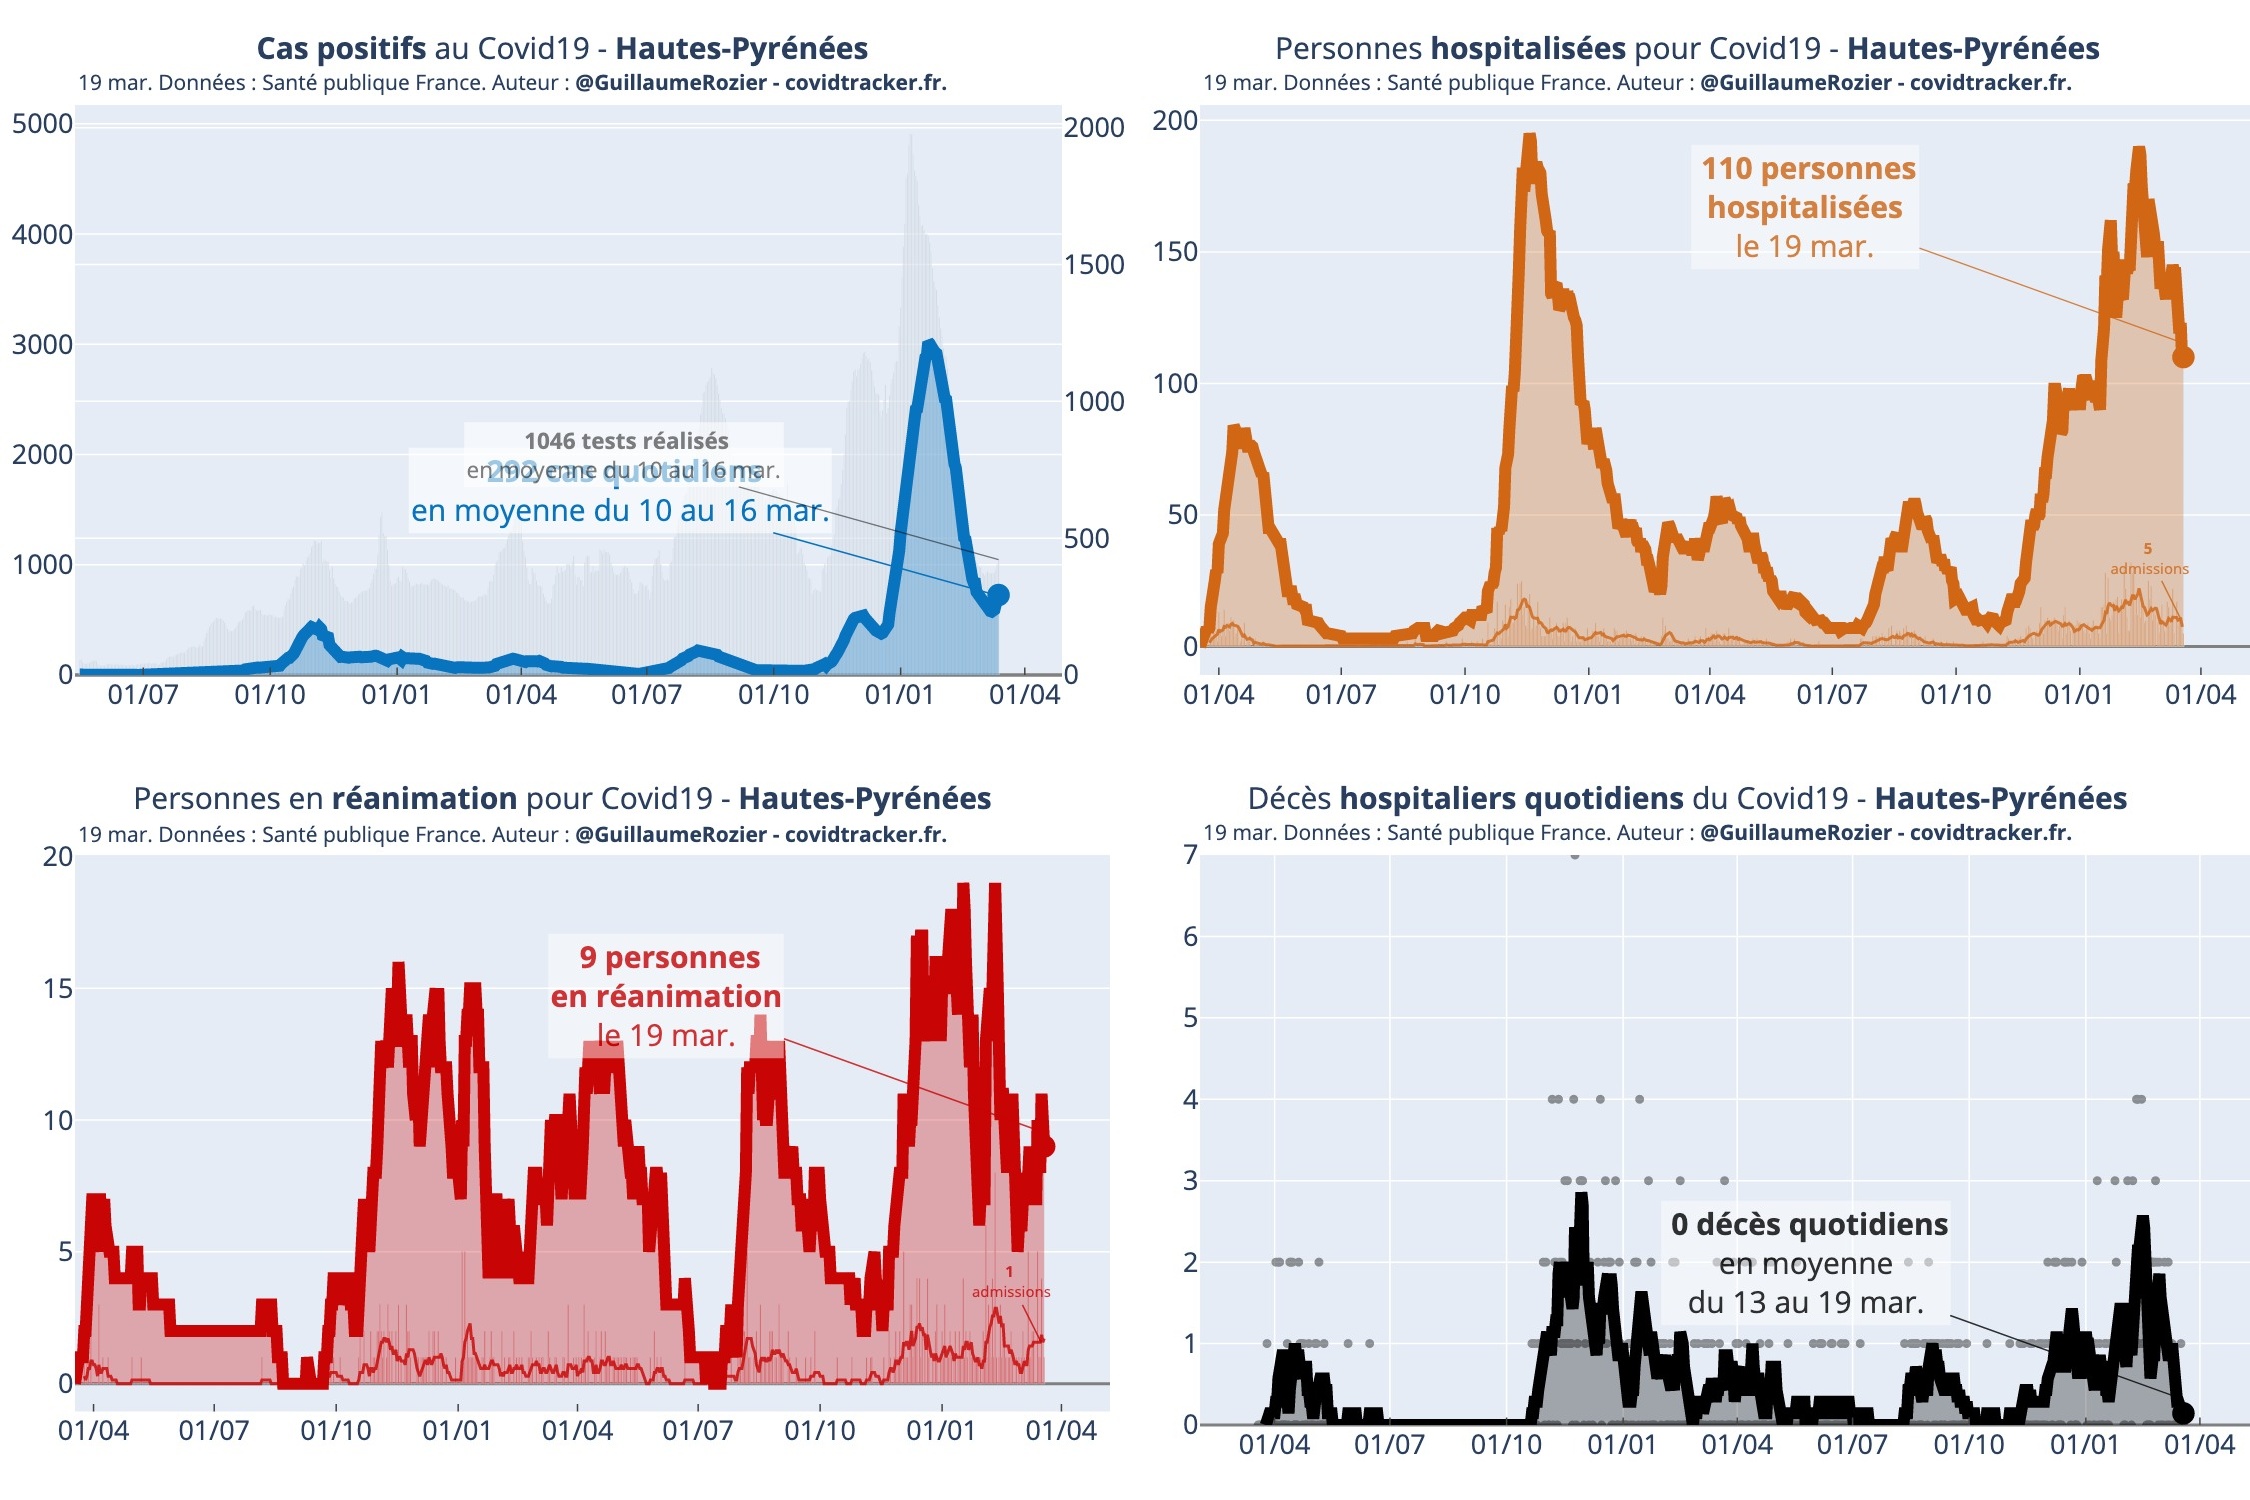 Cas positifs au Covid19 - Hautes-Pyrénées
19 mar. Données : Santé publique France. Auteur : @GuillaumeRozier - covidtracker.fr.
5000
4000
3000
2000
1000
0
2000
1500
1000
500
0
1046 tests réalisés
en moyenne du 10 au 16 mar.
292 cas quotidiens
en moyenne du 10 au 16 mar.
01/07 01/10 01/01 01/04 01/07 01/10 01/01 01/04
Personnes hospitalisées pour Covid19 - Hautes-Pyrénées
19 mar. Données : Santé publique France. Auteur : @GuillaumeRozier - covidtracker.fr.
200
150
100
50
0
110 personnes
hospitalisées
le 19 mar.
5
admissions
01/04 01/07 01/10 01/01 01/04 01/07 01/10 01/01 01/04
Personnes en réanimation pour Covid19 - Hautes-Pyrénées
19 mar. Données : Santé publique France. Auteur : @GuillaumeRozier - covidtracker.fr.
20
15
10
5
0
9 personnes
en réanimation
le 19 mar.
1
admissions
01/04 01/07 01/10 01/01 01/04 01/07 01/10 01/01 01/04
Décès hospitaliers quotidiens du Covid19 - Hautes-Pyrénées
19 mar. Données : Santé publique France. Auteur : @GuillaumeRozier - covidtracker.fr.
7
6
5
4
3
2
1
0
0 décès quotidiens
en moyenne
du 13 au 19 mar.
01/04 01/07 01/10 01/01 01/04 01/07 01/10 01/01 01/04